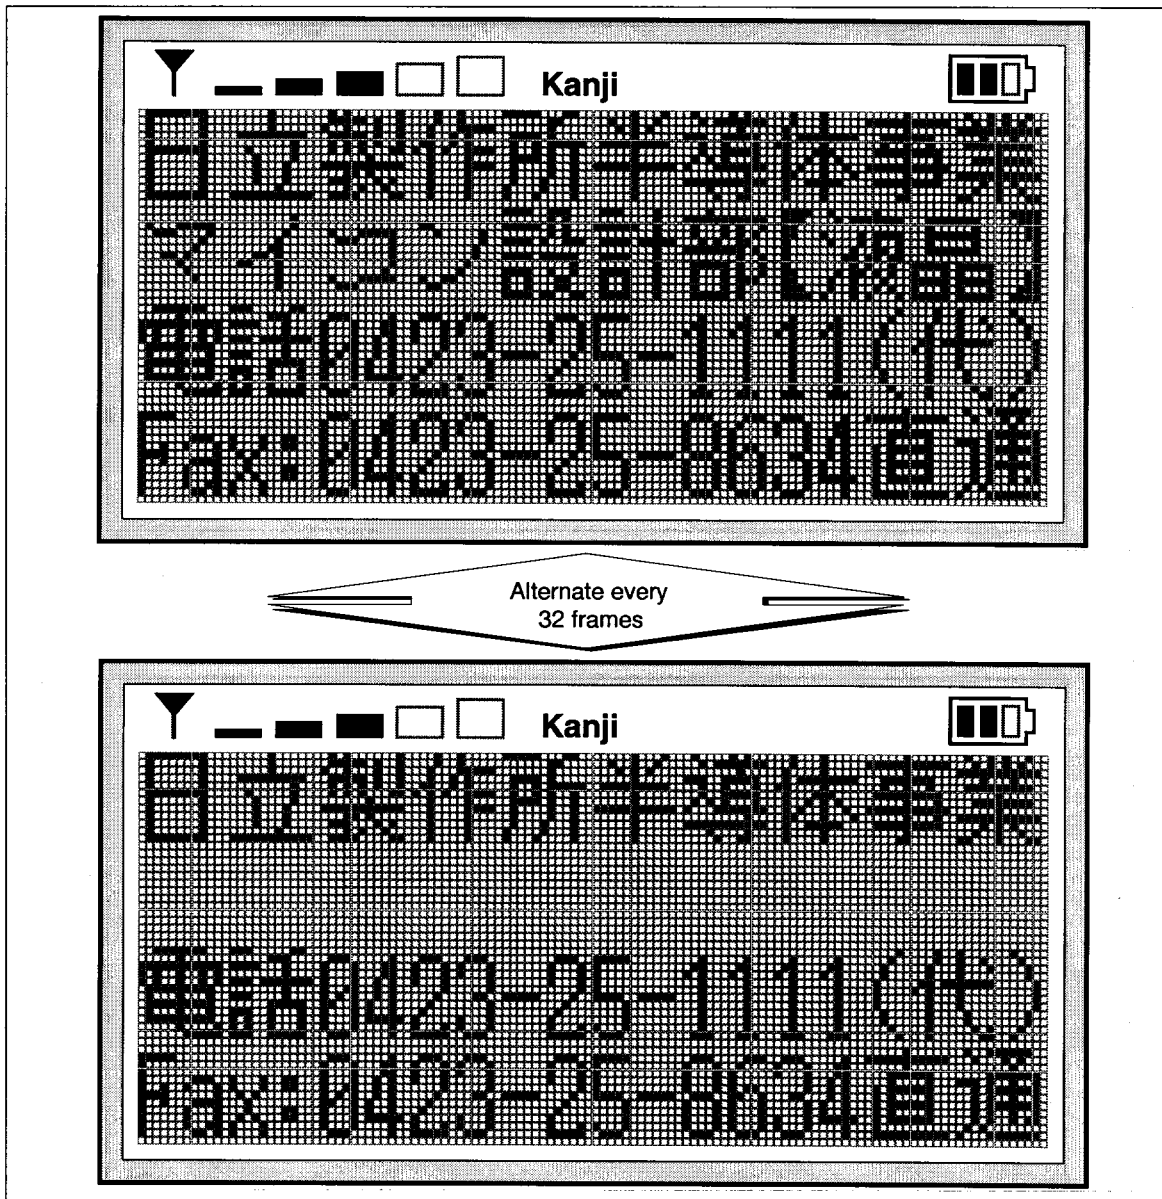 Kanji
日立製作所半導体事業
マイコン設計部【液晶】
電話0423-25-1111(代)
Fax:0423-25-8634直通
Alternate every
32 frames
Kanji
日立製作所半導体事業
電話0423-25-1111(代)
Fax:0423-25-8634直通